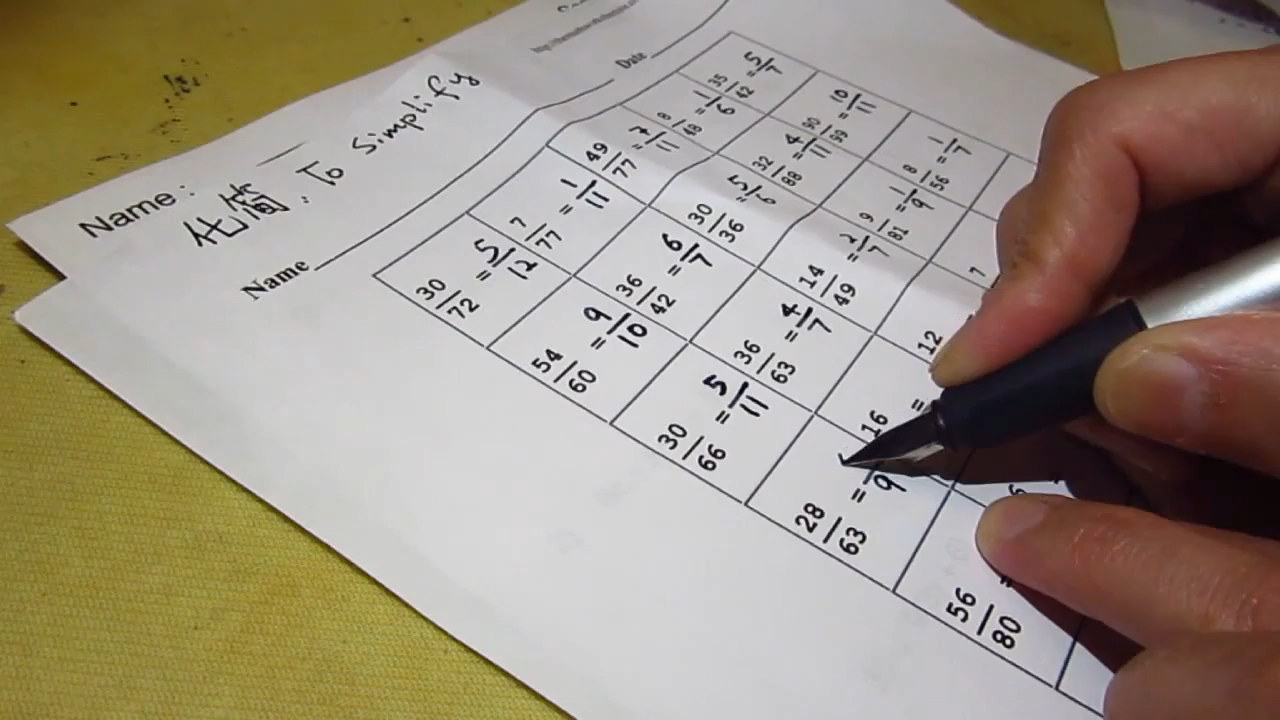 Name:
化简. To Simplify
Name Date
30/72 = 5/12 7/77 = 1/11 49/77 = 7/11 8/48 = 1/6 35/42 = 5/7
54/60 = 9/10 36/42 = 6/7 30/36 = 5/6 32/88 = 4/11 30/33 = 10/11
30/66 = 5/11 36/63 = 4/7 14/49 = 2/7 9/81 = 1/9 8/56 = 1/7
28/63 = /9 16 = 12 7
56/80 = 6